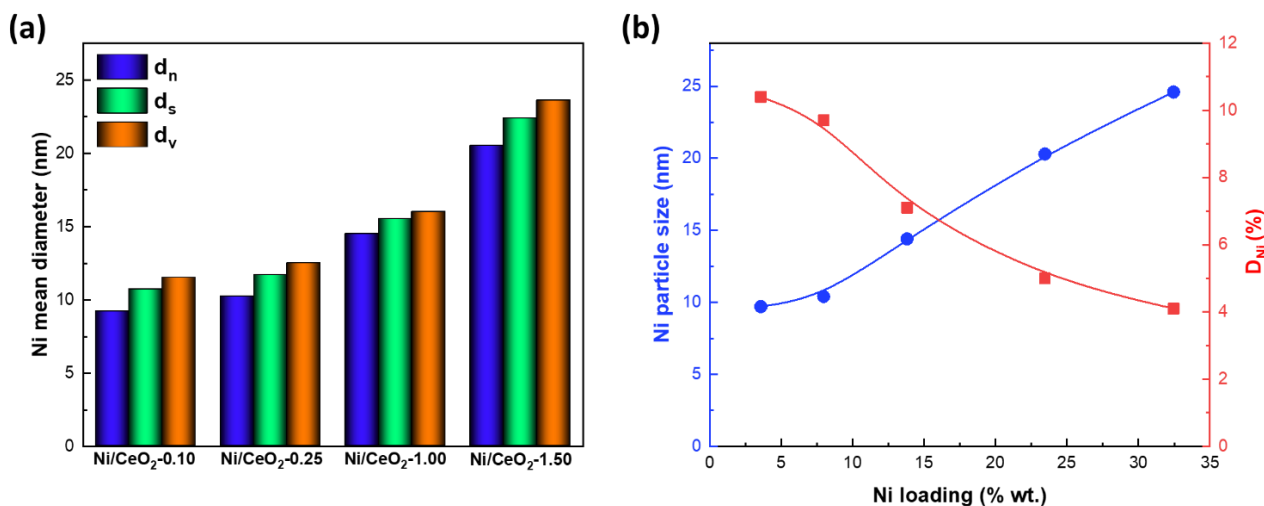 (a)
Ni mean diameter (nm)
25
20
15
10
5
0
dn
ds
dv
Ni/CeO2-0.10 Ni/CeO2-0.25 Ni/CeO2-1.00 Ni/CeO2-1.50
(b)
Ni particle size (nm)
25
20
15
10
5
0
12
10
8
6
4
2
0
DNi (%)
0 5 10 15 20 25 30 35
Ni loading (% wt.)